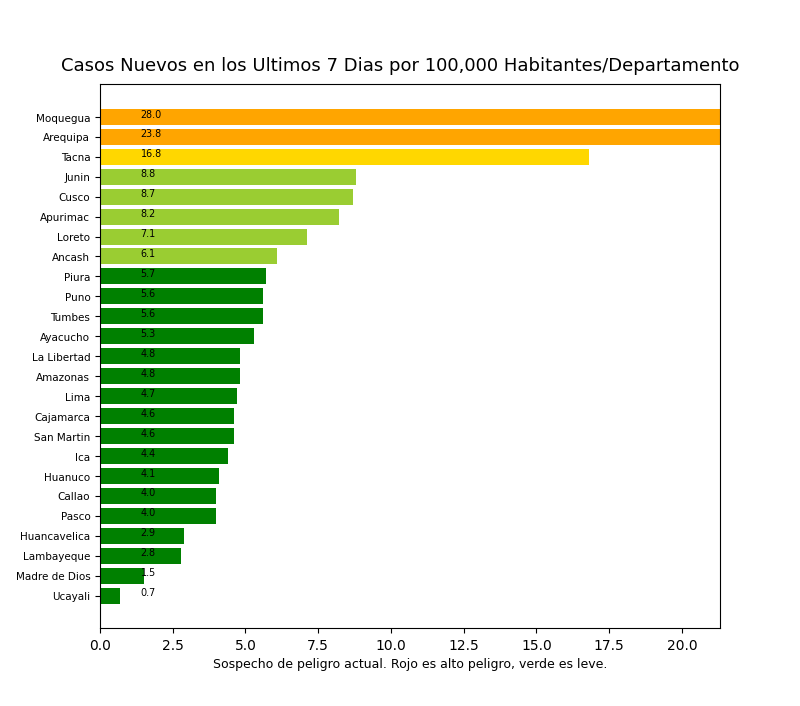 Casos Nuevos en los Ultimos 7 Dias por 100,000 Habitantes/Departamento
Moquegua 28.0
Arequipa 23.8
Tacna 16.8
Junin 8.8
Cusco 8.7
Apurimac 8.2
Loreto 7.1
Ancash 6.1
Piura 5.7
Puno 5.6
Tumbes 5.6
Ayacucho 5.3
La Libertad 4.8
Amazonas 4.8
Lima 4.7
Cajamarca 4.6
San Martin 4.6
Ica 4.4
Huanuco 4.1
Callao 4.0
Pasco 4.0
Huancavelica 2.9
Lambayeque 2.8
Madre de Dios 1.5
Ucayali 0.7
0.0 2.5 5.0 7.5 10.0 12.5 15.0 17.5 20.0
Sospecho de peligro actual. Rojo es alto peligro, verde es leve.